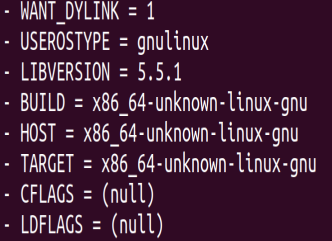 - WANT_DYLINK = 1
- USEROSTYPE = gnulinux
- LIBVERSION = 5.5.1
- BUILD = x86_64-unknown-linux-gnu
- HOST = x86_64-unknown-linux-gnu
- TARGET = x86_64-unknown-linux-gnu
- CFLAGS = (null)
- LDFLAGS = (null)